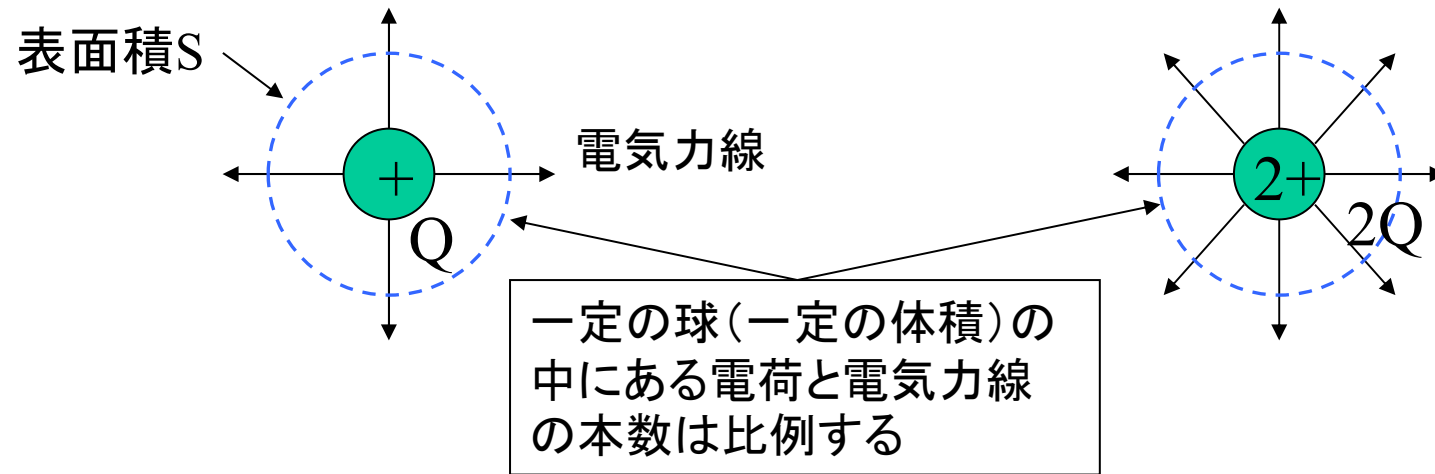 表面積S
電気力線
+
Q
2+
2Q
一定の球(一定の体積)の
中にある電荷と電気力線
の本数は比例する